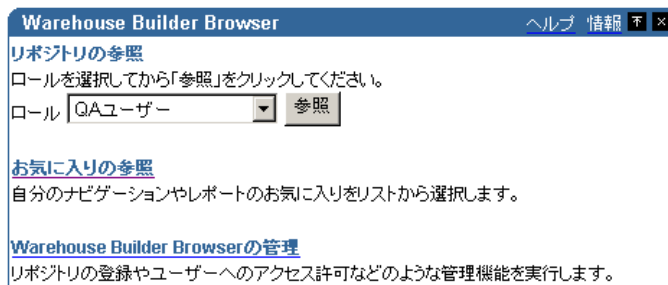 Warehouse Builder Browser ヘルプ 情報
リポジトリの参照
ロールを選択してから「参照」をクリックしてください。
ロール QAユーザー 参照
お気に入りの参照
自分のナビゲーションやレポートのお気に入りをリストから選択します。
Warehouse Builder Browserの管理
リポジトリの登録やユーザーへのアクセス許可などのような管理機能を実行します。